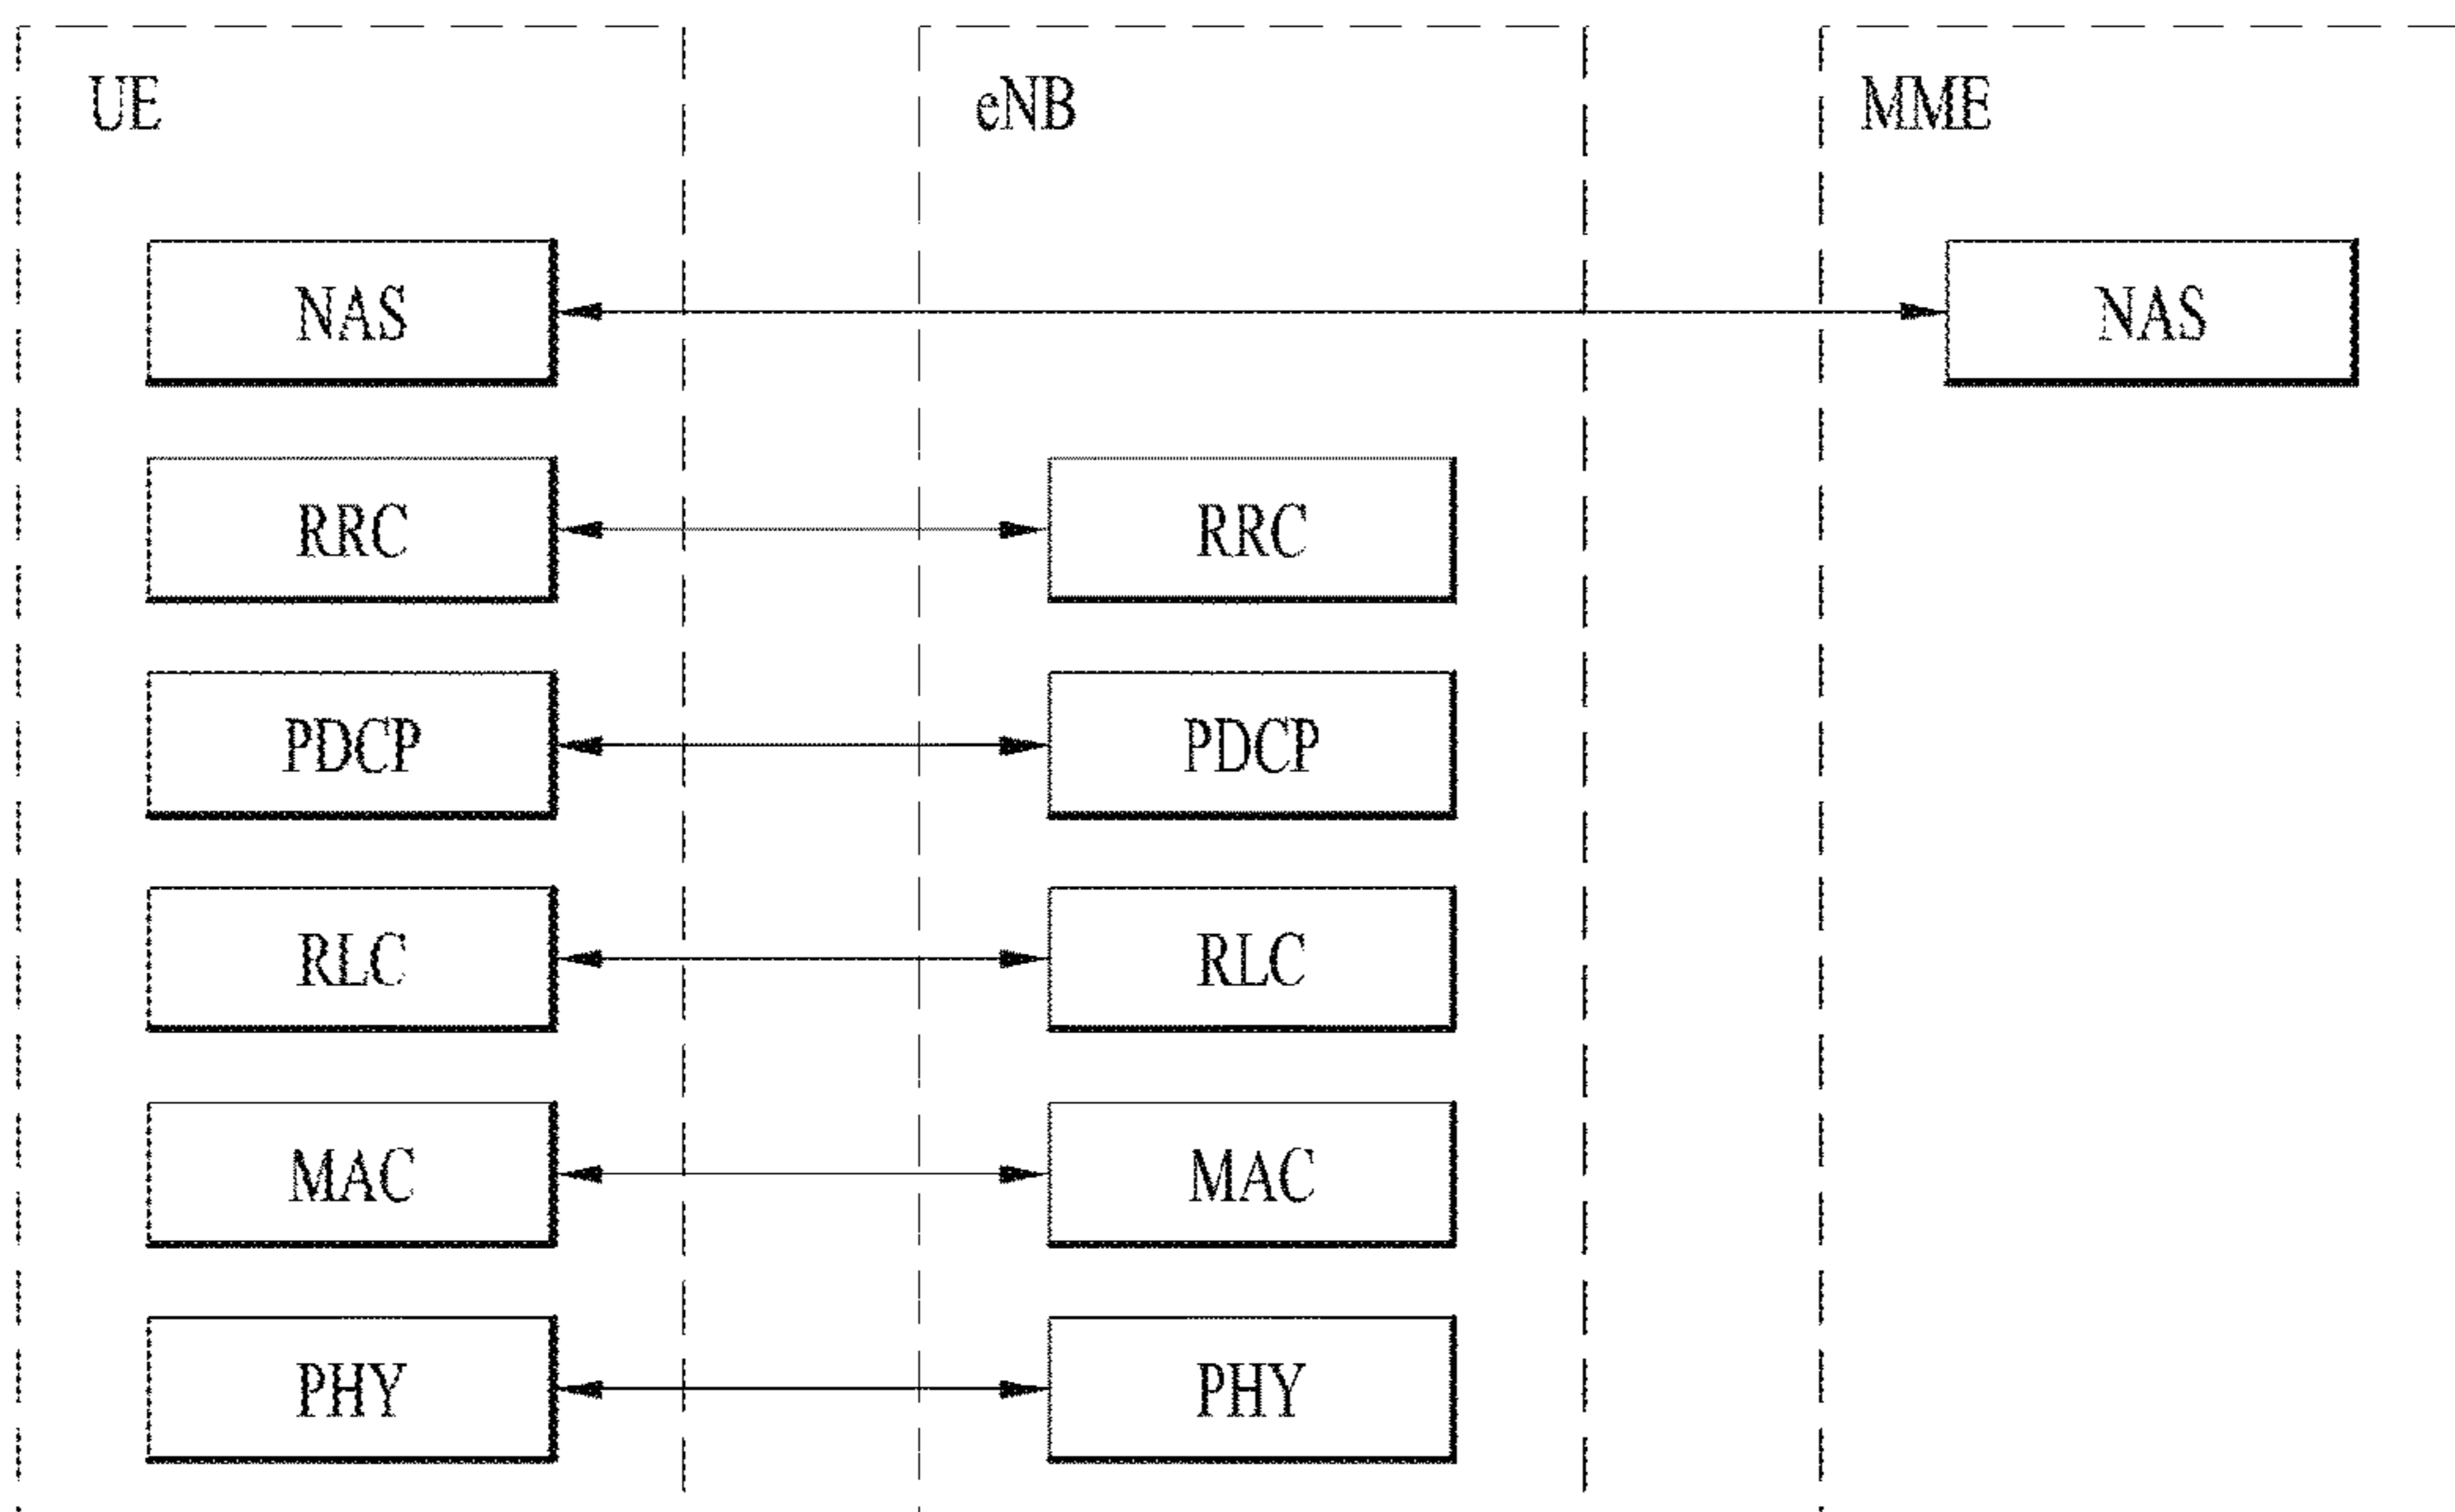 UE eNB MME
NAS NAS
RRC RRC
PDCP PDCP
RLC RLC
MAC MAC
PHY PHY